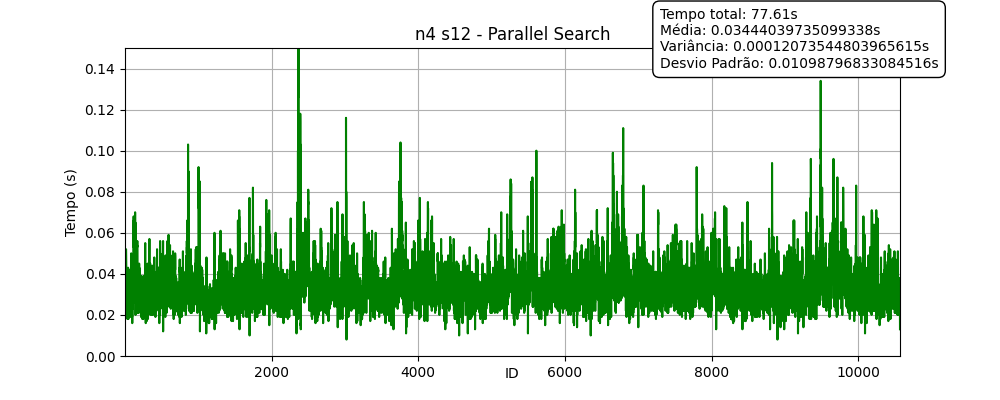 n4 s12 - Parallel Search
Tempo total: 77.61s
Média: 0.03444039735099338s
Variância: 0.00012073544803965615s
Desvio Padrão: 0.01098796833084516s
Tempo (s)
0.14
0.12
0.10
0.08
0.06
0.04
0.02
0.00
2000
4000
6000
8000
10000
ID